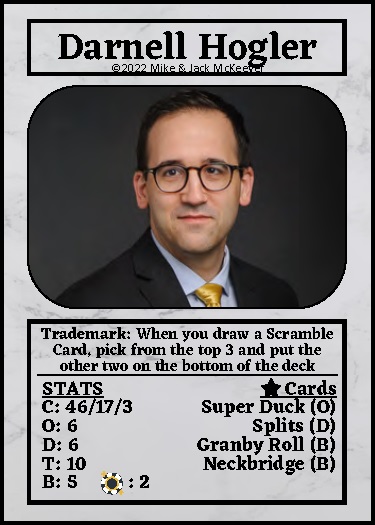 Darnell Hogler
©2022 Mike & Jack McKeever
Trademark: When you draw a Scramble
Card, pick from the top 3 and put the
other two on the bottom of the deck
STATS
C: 46/17/3
O: 6
D: 6
T: 10
B: 5 : 2
★ Cards
Super Duck (O)
Splits (D)
Granby Roll (B)
Neckbridge (B)